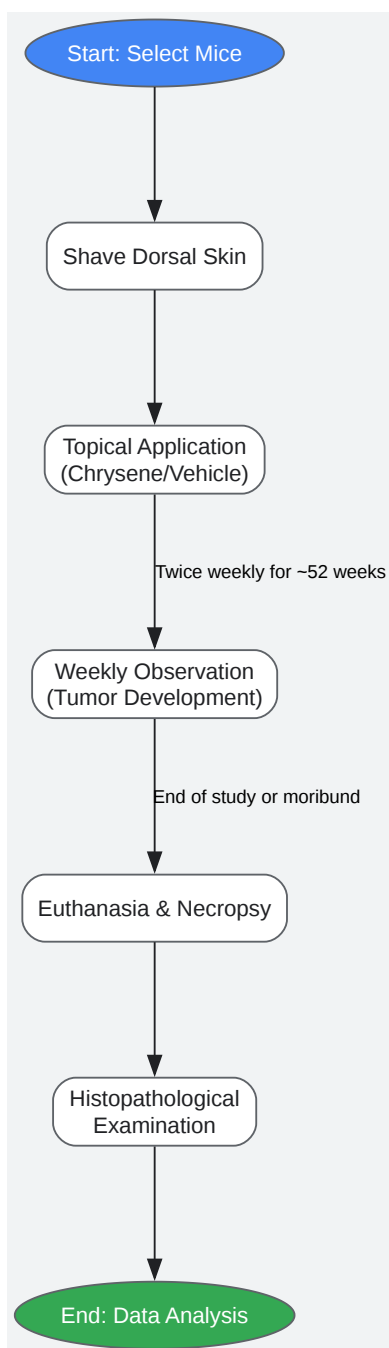 Start: Select Mice
Shave Dorsal Skin
Topical Application
(Chrysene/Vehicle)
Twice weekly for ~52 weeks
Weekly Observation
(Tumor Development)
End of study or moribund
Euthanasia & Necropsy
Histopathological
Examination
End: Data Analysis